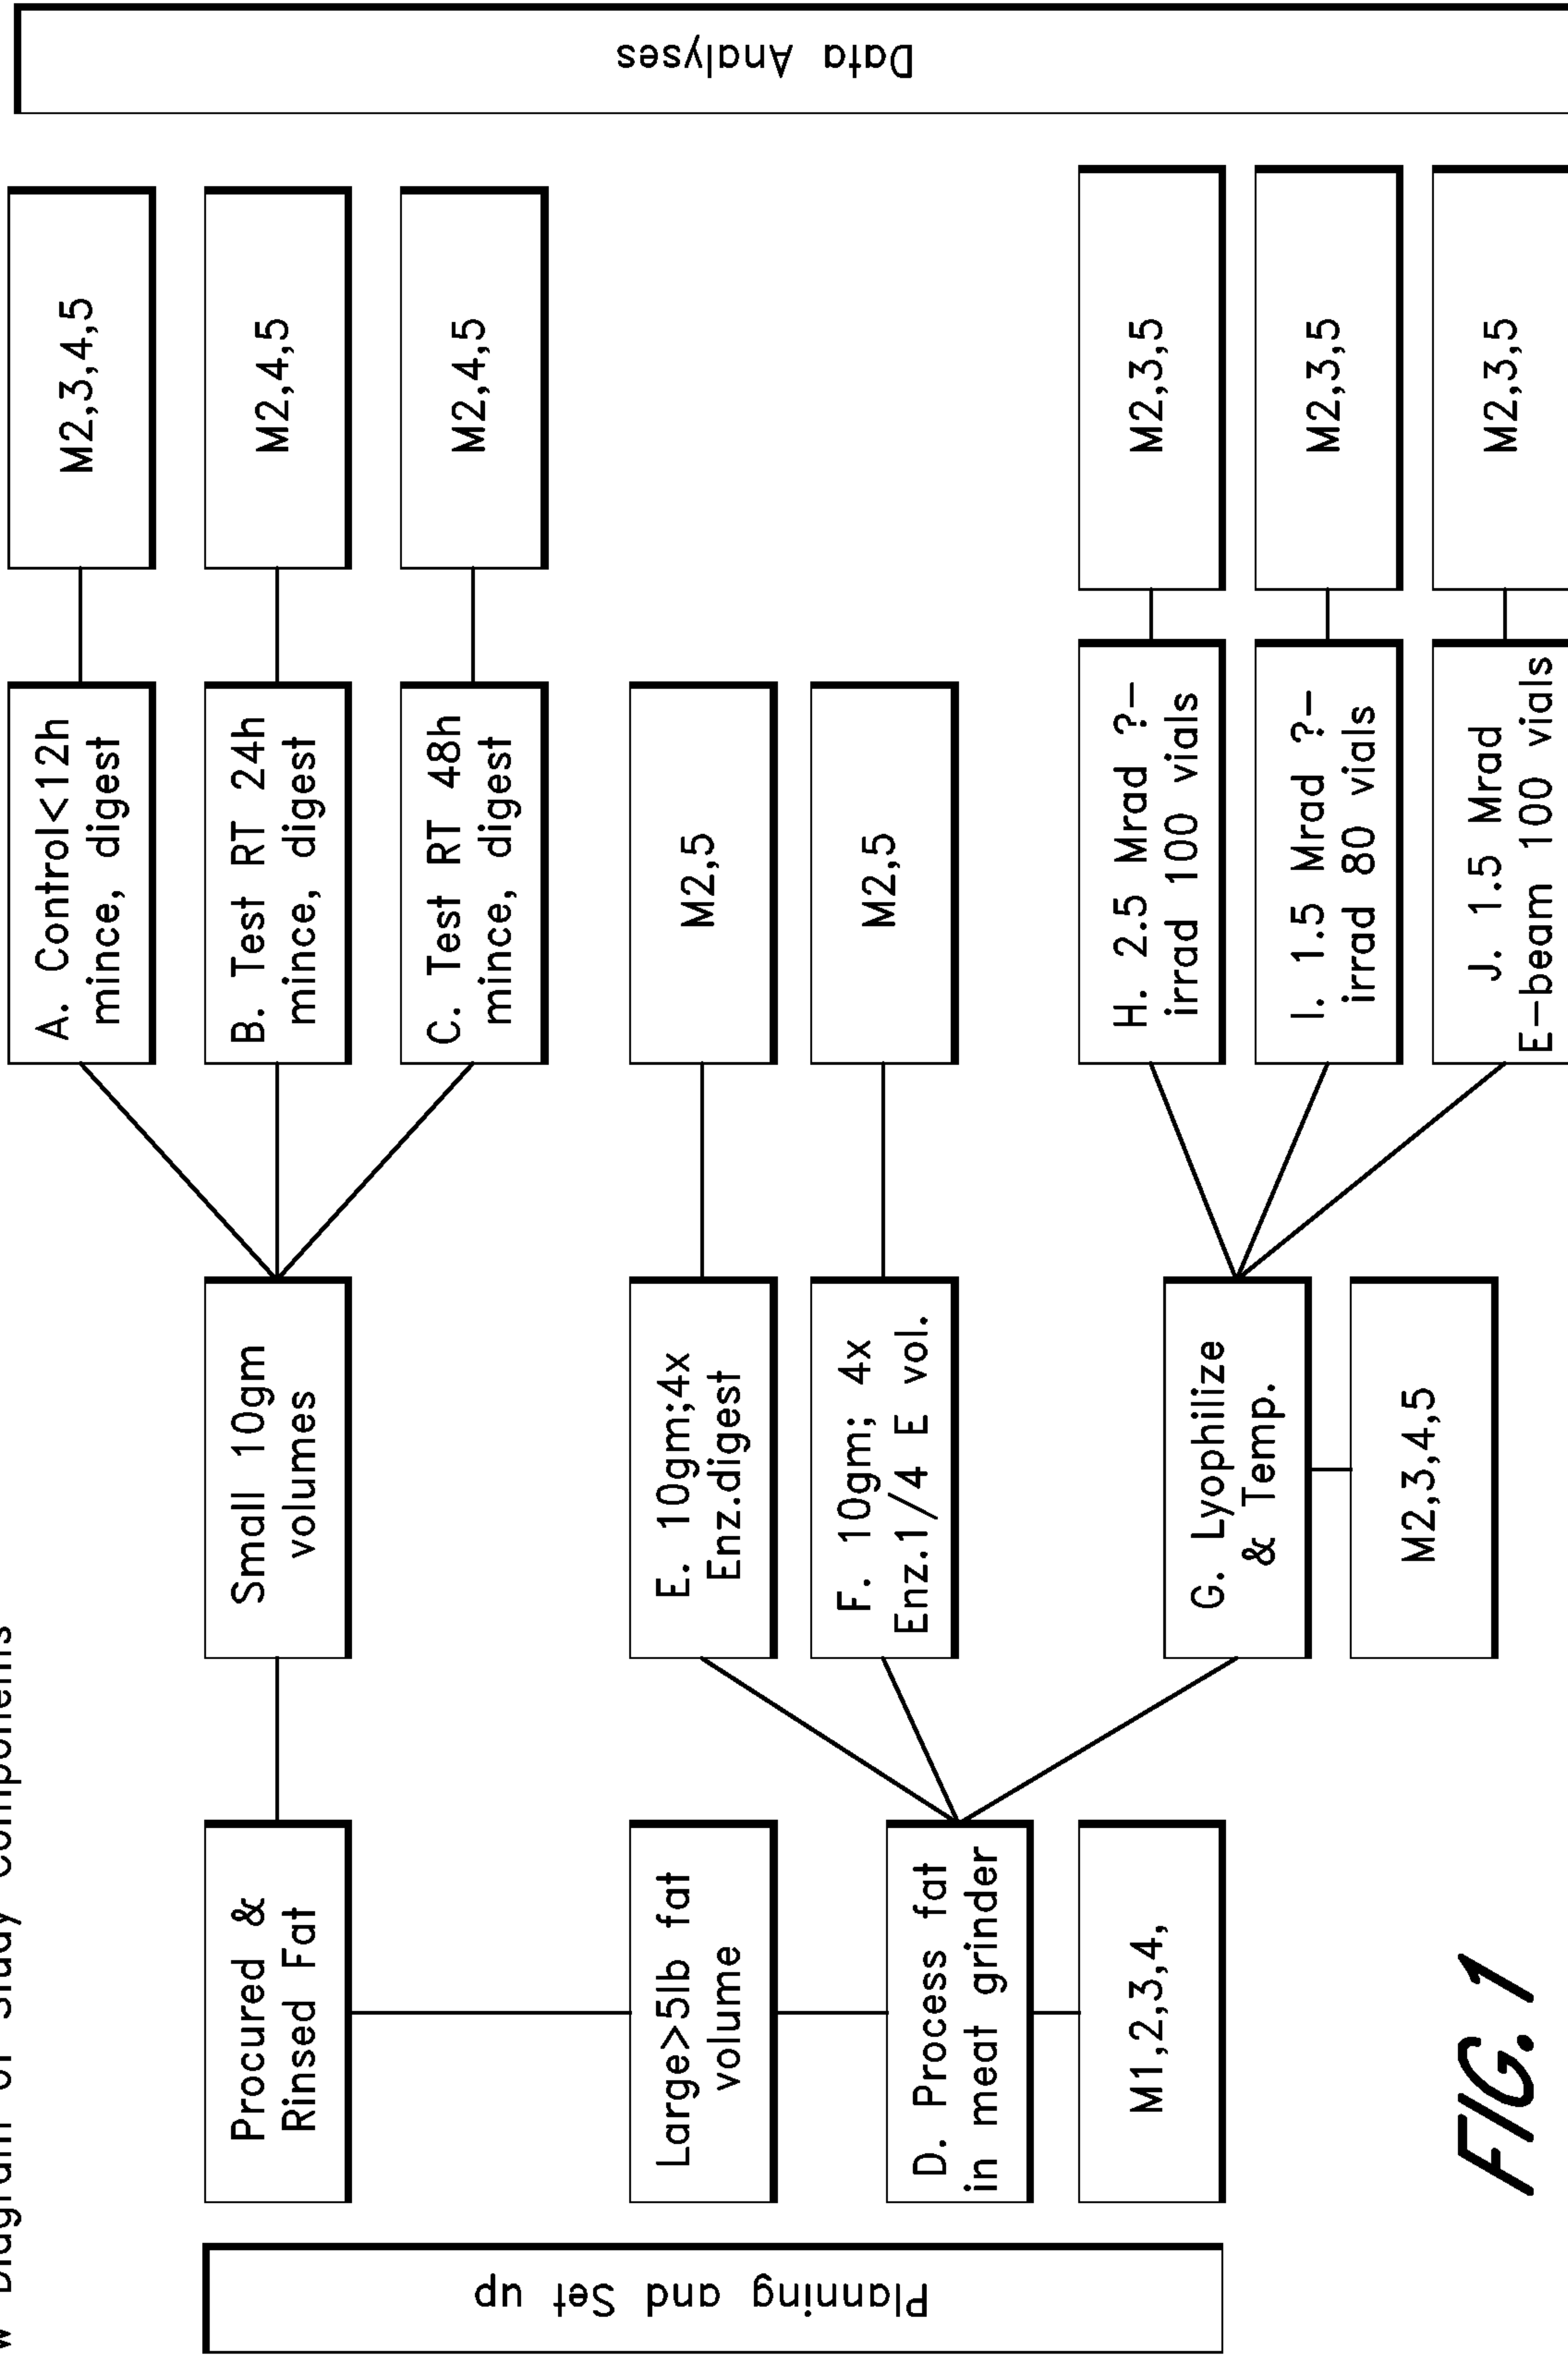 Diagram of Study Components
Planning and Set up
Procured &
Rinsed Fat
Large>5lb fat
volume
D. Process fat
in meat grinder
M1,2,3,4,
Small 10gm
volumes
E. 10gm;4x
Enz.digest
F. 10gm; 4x
Enz.1/4 E vol.
G. Lyophilize
& Temp.
M2,3,4,5
A. Control<12h
mince, digest
B. Test RT 24h
mince, digest
C. Test RT 48h
mince, digest
M2,5
M2,5
H. 2.5 Mrad ?-
irrad 100 vials
I. 1.5 Mrad ?-
irrad 80 vials
J. 1.5 Mrad
E-beam 100 vials
M2,3,4,5
M2,4,5
M2,4,5
M2,3,5
M2,3,5
M2,3,5
Data Analyses
FIG. 1